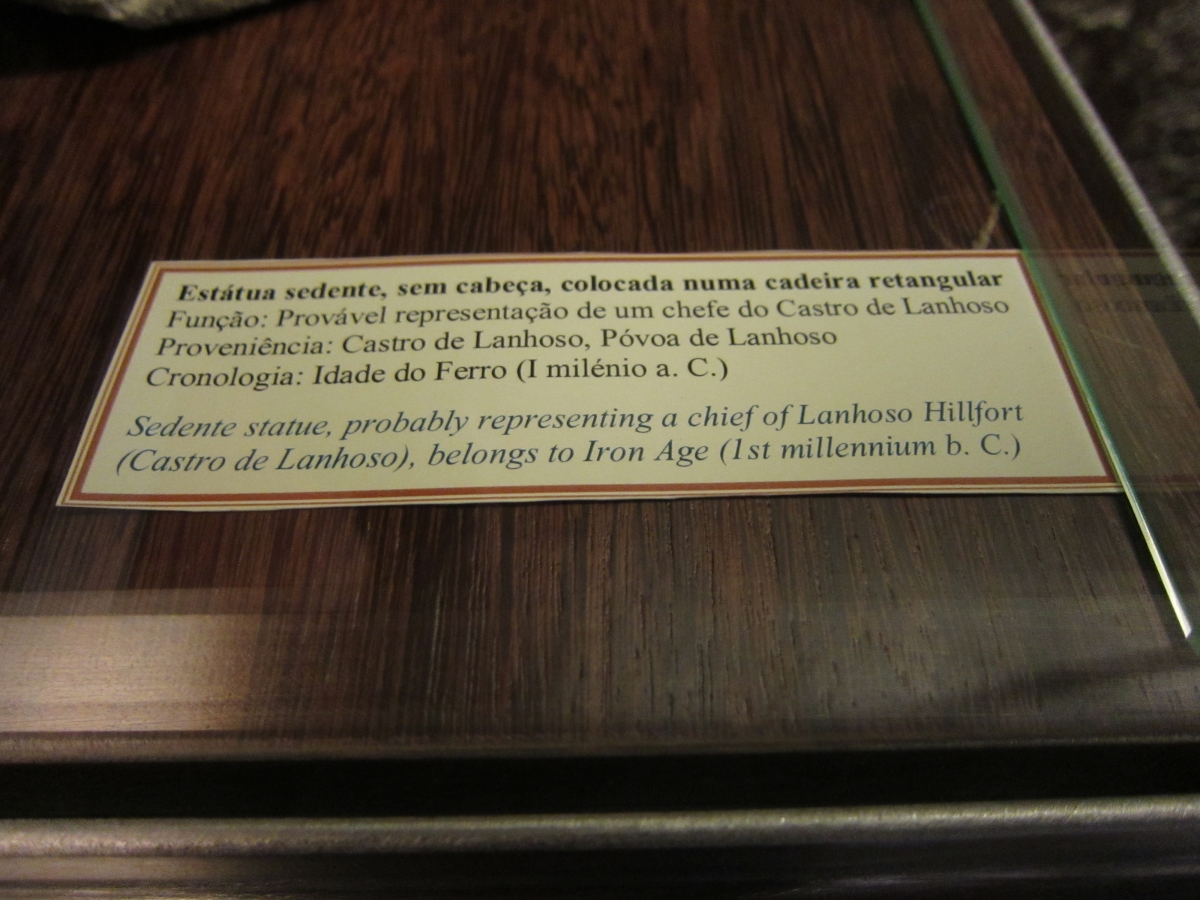 Estátua sedente, sem cabeça, colocada numa cadeira retangular
Função: Provável representação de um chefe do Castro de Lanhoso
Proveniência: Castro de Lanhoso, Póvoa de Lanhoso
Cronologia: Idade do Ferro (I milénio a. C.)
Sedente statue, probably representing a chief of Lanhoso Hillfort
(Castro de Lanhoso), belongs to Iron Age (1st millennium b. C.)